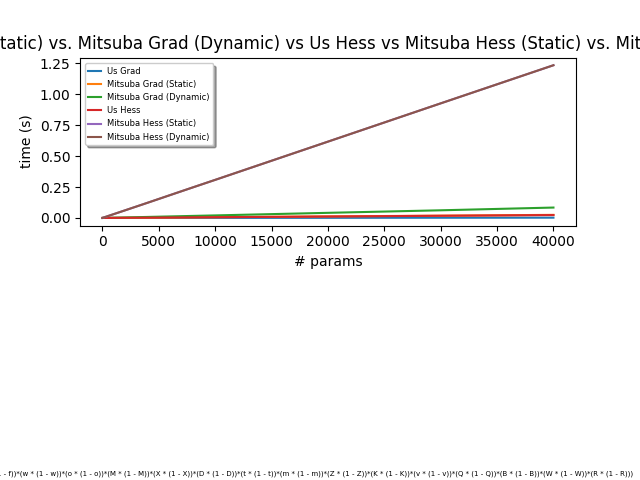 tatic) vs. Mitsuba Grad (Dynamic) vs Us Hess vs Mitsuba Hess (Static) vs. Mit
Us Grad
Mitsuba Grad (Static)
Mitsuba Grad (Dynamic)
Us Hess
Mitsuba Hess (Static)
Mitsuba Hess (Dynamic)
time (s)
1.25
1.00
0.75
0.50
0.25
0.00
0 5000 10000 15000 20000 25000 30000 35000 40000
# params
- f))*(w * (1 - w))*(o * (1 - o))*(M * (1 - M))*(X * (1 - X))*(D * (1 - D))*(t * (1 - t))*(m * (1 - m))*(Z * (1 - Z))*(K * (1 - K))*(v * (1 - v))*(Q * (1 - Q))*(B * (1 - B))*(W * (1 - W))*(R * (1 - R)))